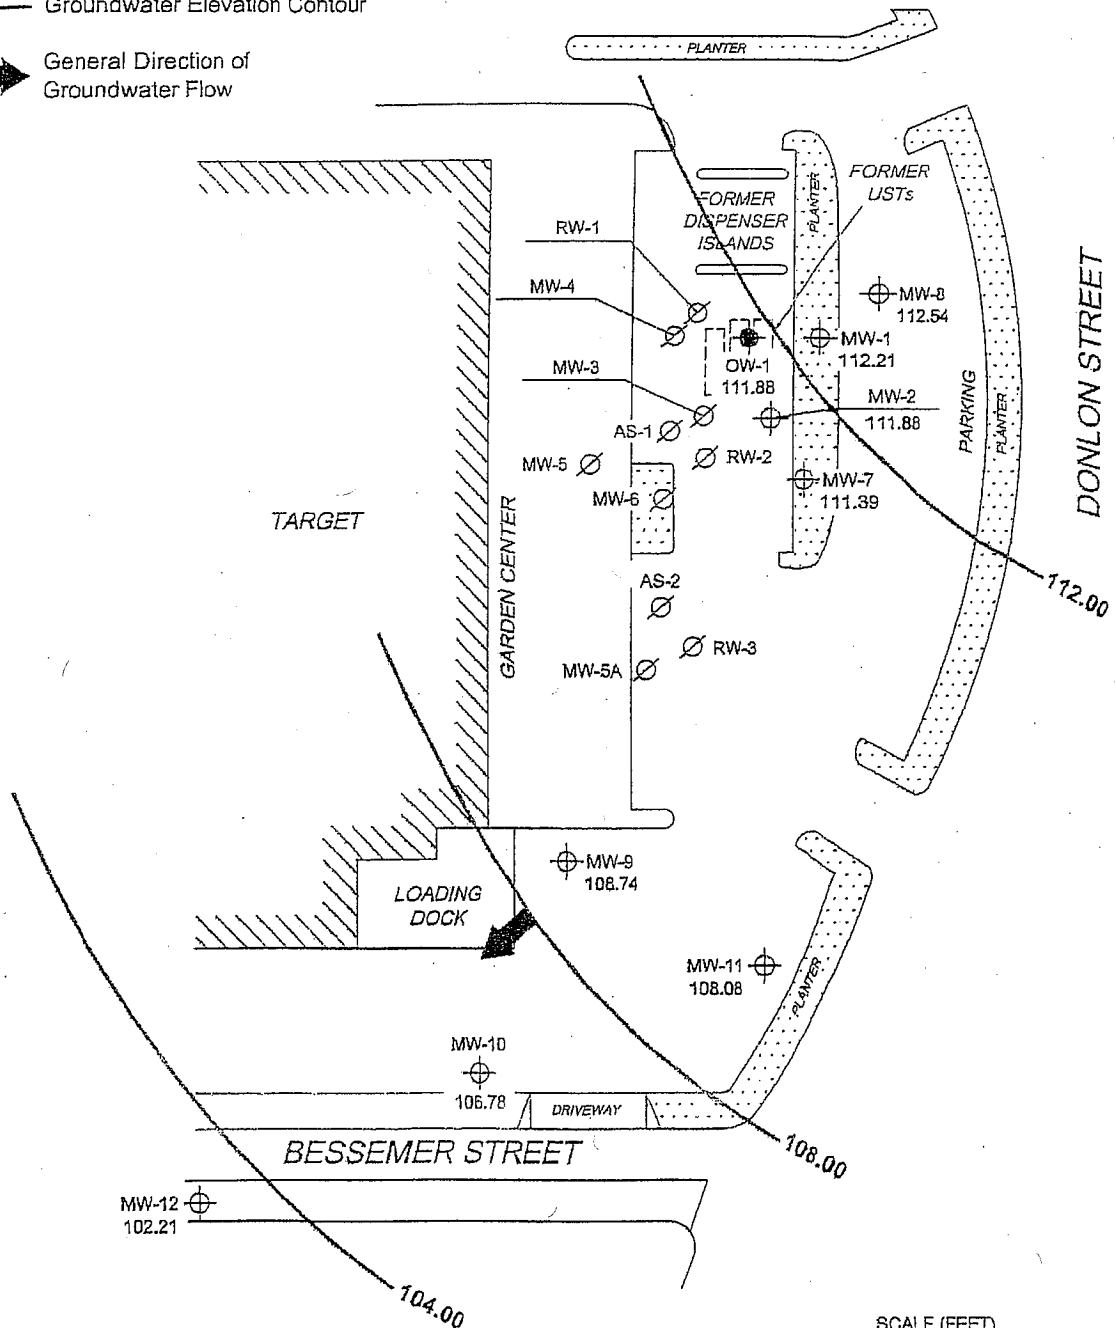 Groundwater Elevation Contour
General Direction of
Groundwater Flow
PLANTER
FORMER
USTs
FORMER
DISPENSER
ISLANDS
PLANTER
RW-1
MW-4
MW-8
112.54
MW-1
112.21
OW-1
111.88
MW-3
MW-2
111.88
AS-1
MW-5
RW-2
MW-6
MW-7
111.39
PARKING
PLANTER
DONLON STREET
TARGET
GARDEN CENTER
AS-2
RW-3
MW-5A
112.00
MW-9
108.74
LOADING
DOCK
MW-11
108.08
PLANTER
MW-10
106.78
DRIVEWAY
BESSEMER STREET
108.00
MW-12
102.21
104.00
SCALE (FEET)